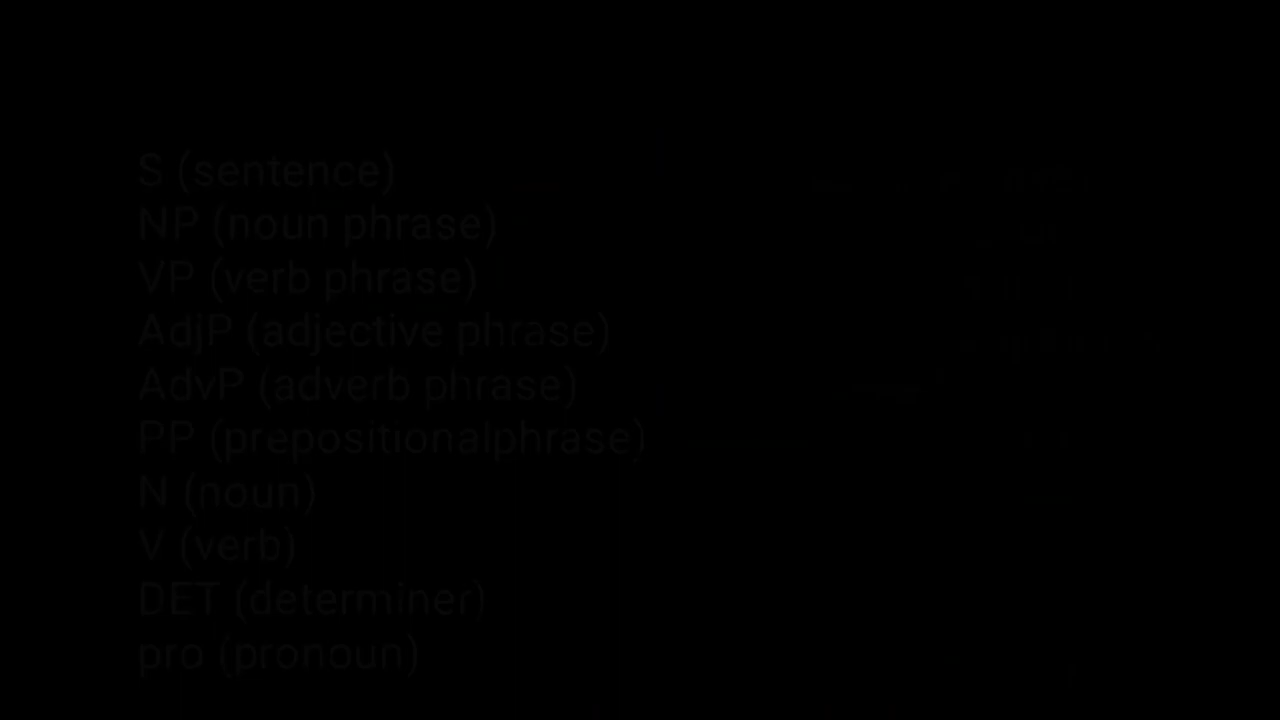 S (sentence)
NP (noun phrase)
VP (verb phrase)
AdjP (adjective phrase)
AdvP (adverb phrase)
PP (prepositionalphrase)
N (noun)
V (verb)
DET (determiner)
pro (pronoun)